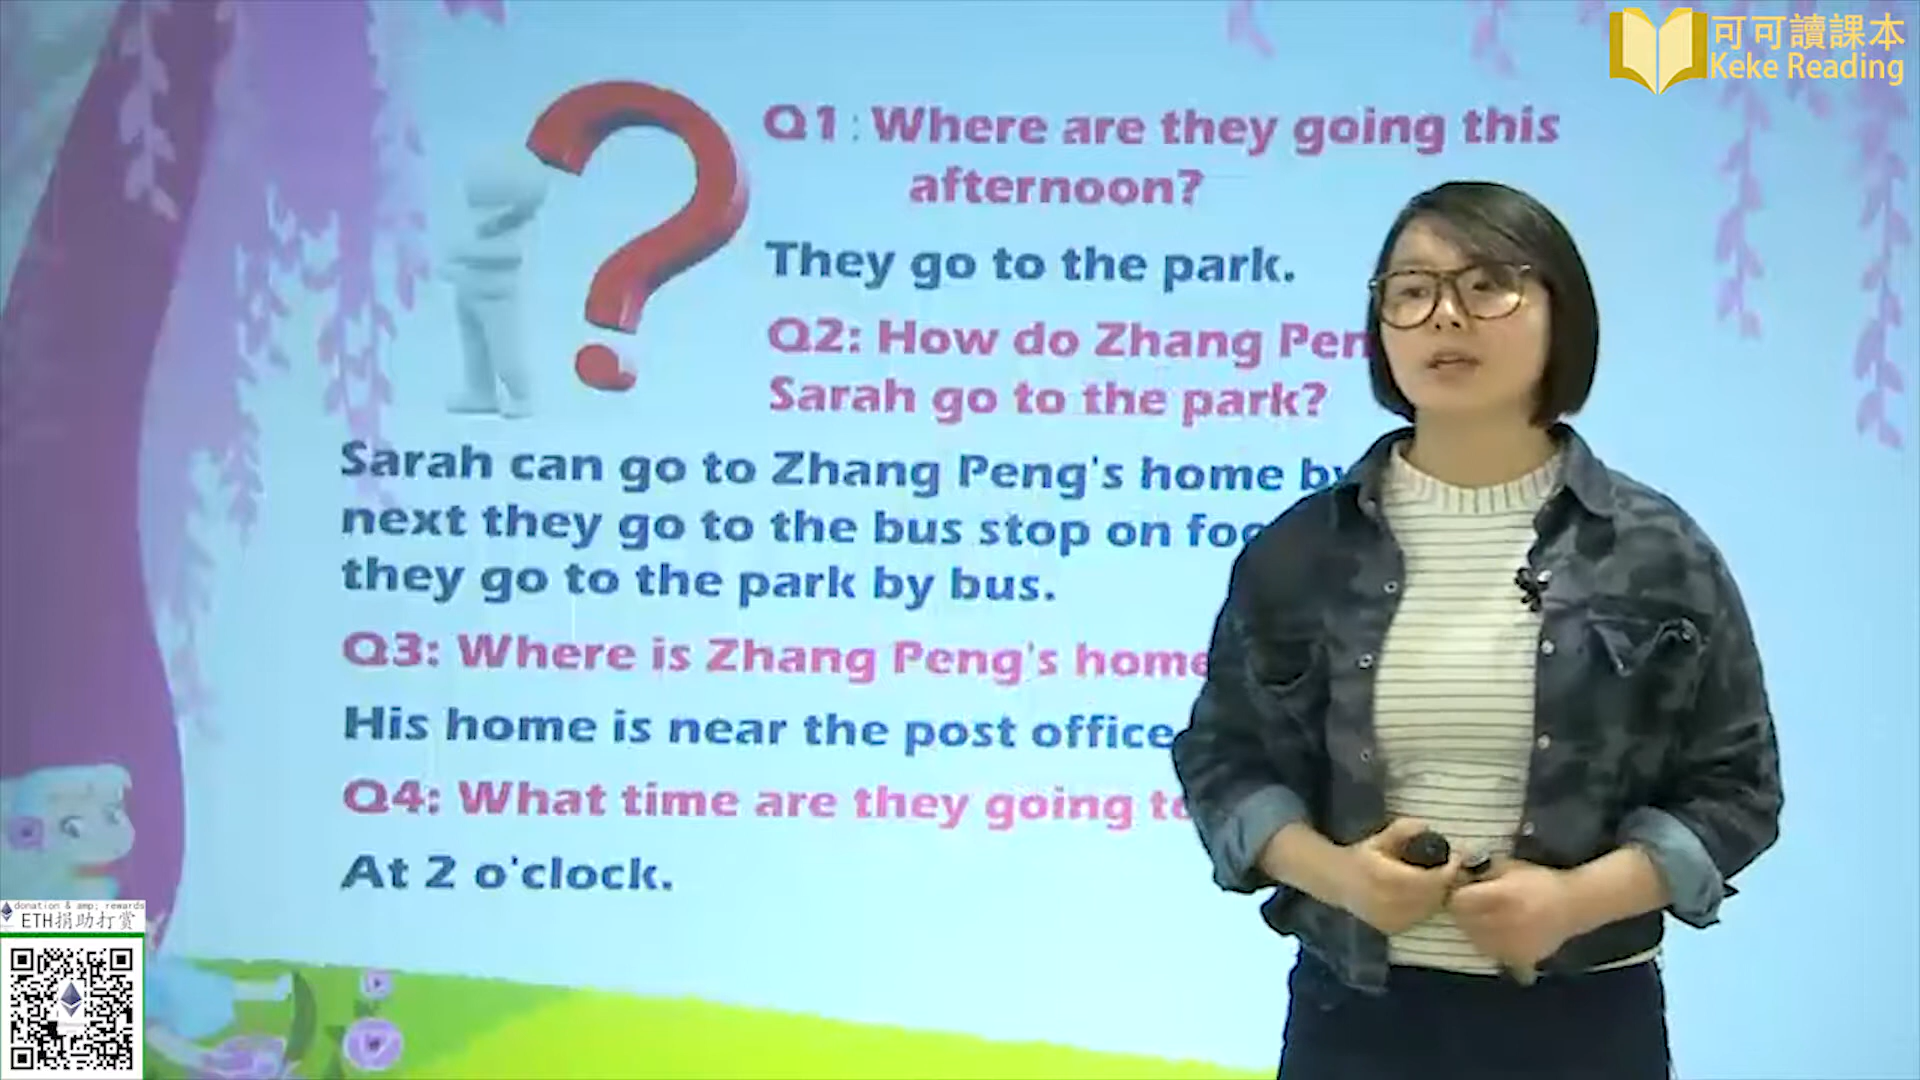 可可讀課本
Keke Reading
Q1: Where are they going this
afternoon?
They go to the park.
Q2: How do Zhang
Sarah go to the park?
Sarah can go to Zhang Peng's home
next they go to the bus stop on
they go to the park by bus.
Q3: Where is Zhang Peng's home
His home is near the post office
Q4: What time are they going
At 2 o'clock.
donation & amp; rewards
ETH捐助打赏